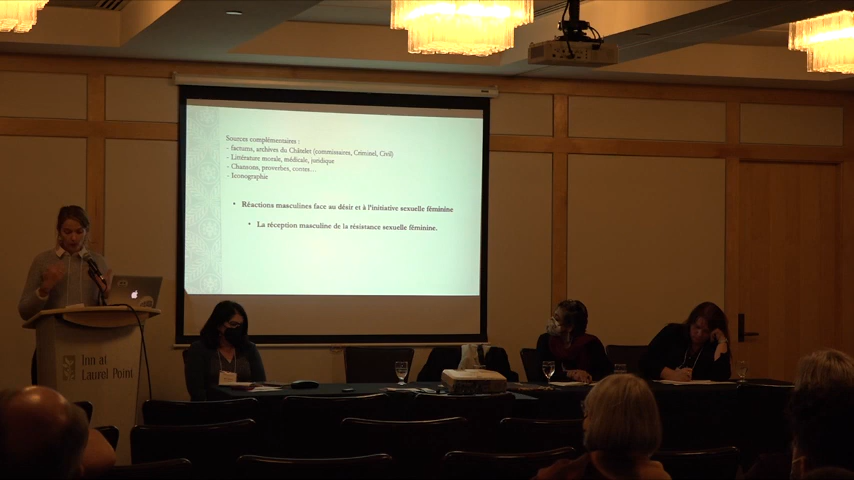 Sources complémentaires :
- factums, archives du Châtelet (commissaires, Criminel, Civil)
- Littérature morale, médicale, juridique
- Chansons, proverbes, contes…
- Iconographie
• Réactions masculines face au désir et à l'initiative sexuelle féminine
• La réception masculine de la résistance sexuelle féminine.
Inn at
Laurel Point